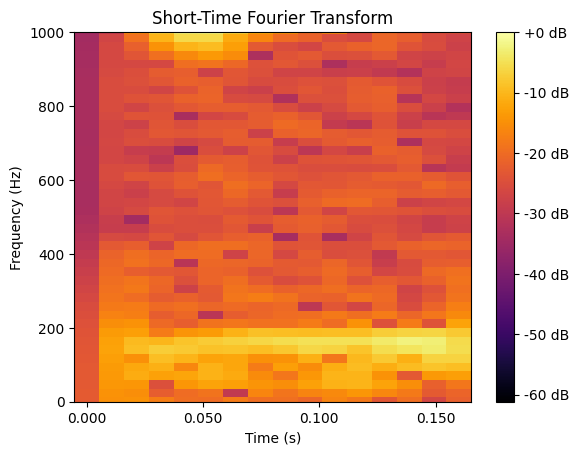 Short-Time Fourier Transform
Frequency (Hz)
1000
800
600
400
200
0
0.000
0.050
0.100
0.150
Time (s)
+0 dB
-10 dB
-20 dB
-30 dB
-40 dB
-50 dB
-60 dB